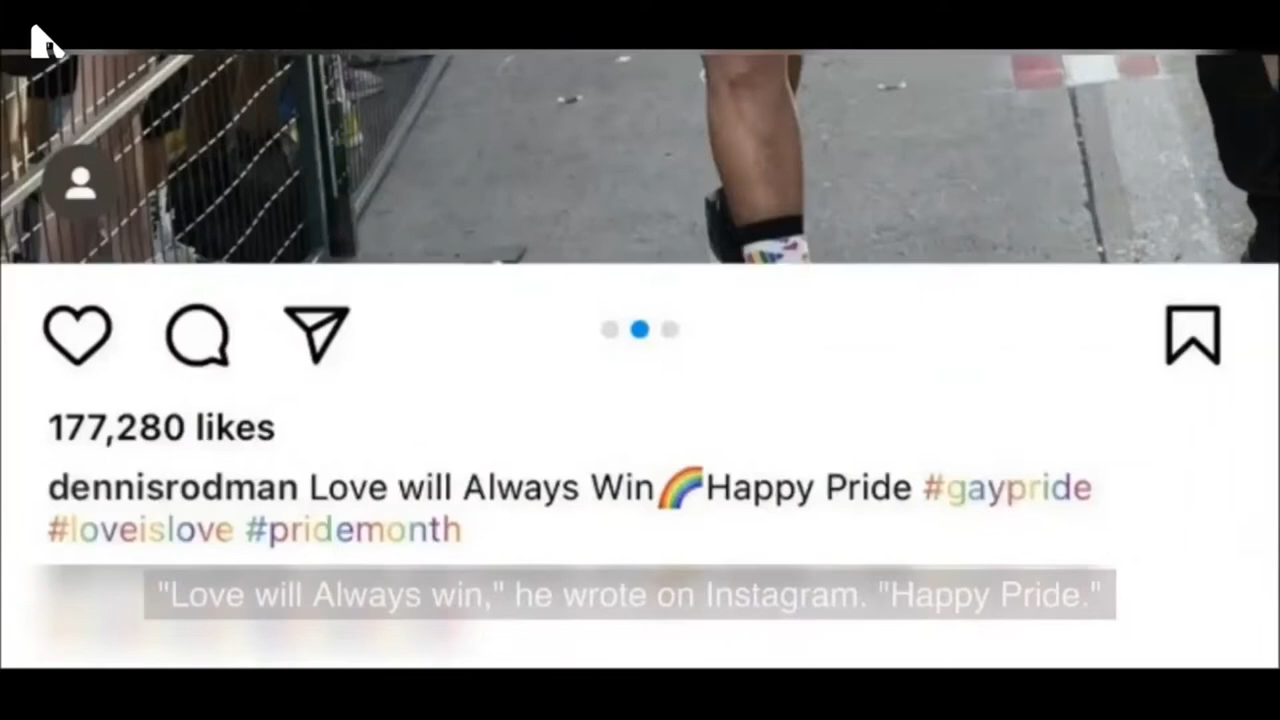 177,280 likes
dennisrodman Love will Always Win🌈Happy Pride #gaypride
#loveislove #pridemonth
"Love will Always win," he wrote on Instagram. "Happy Pride."